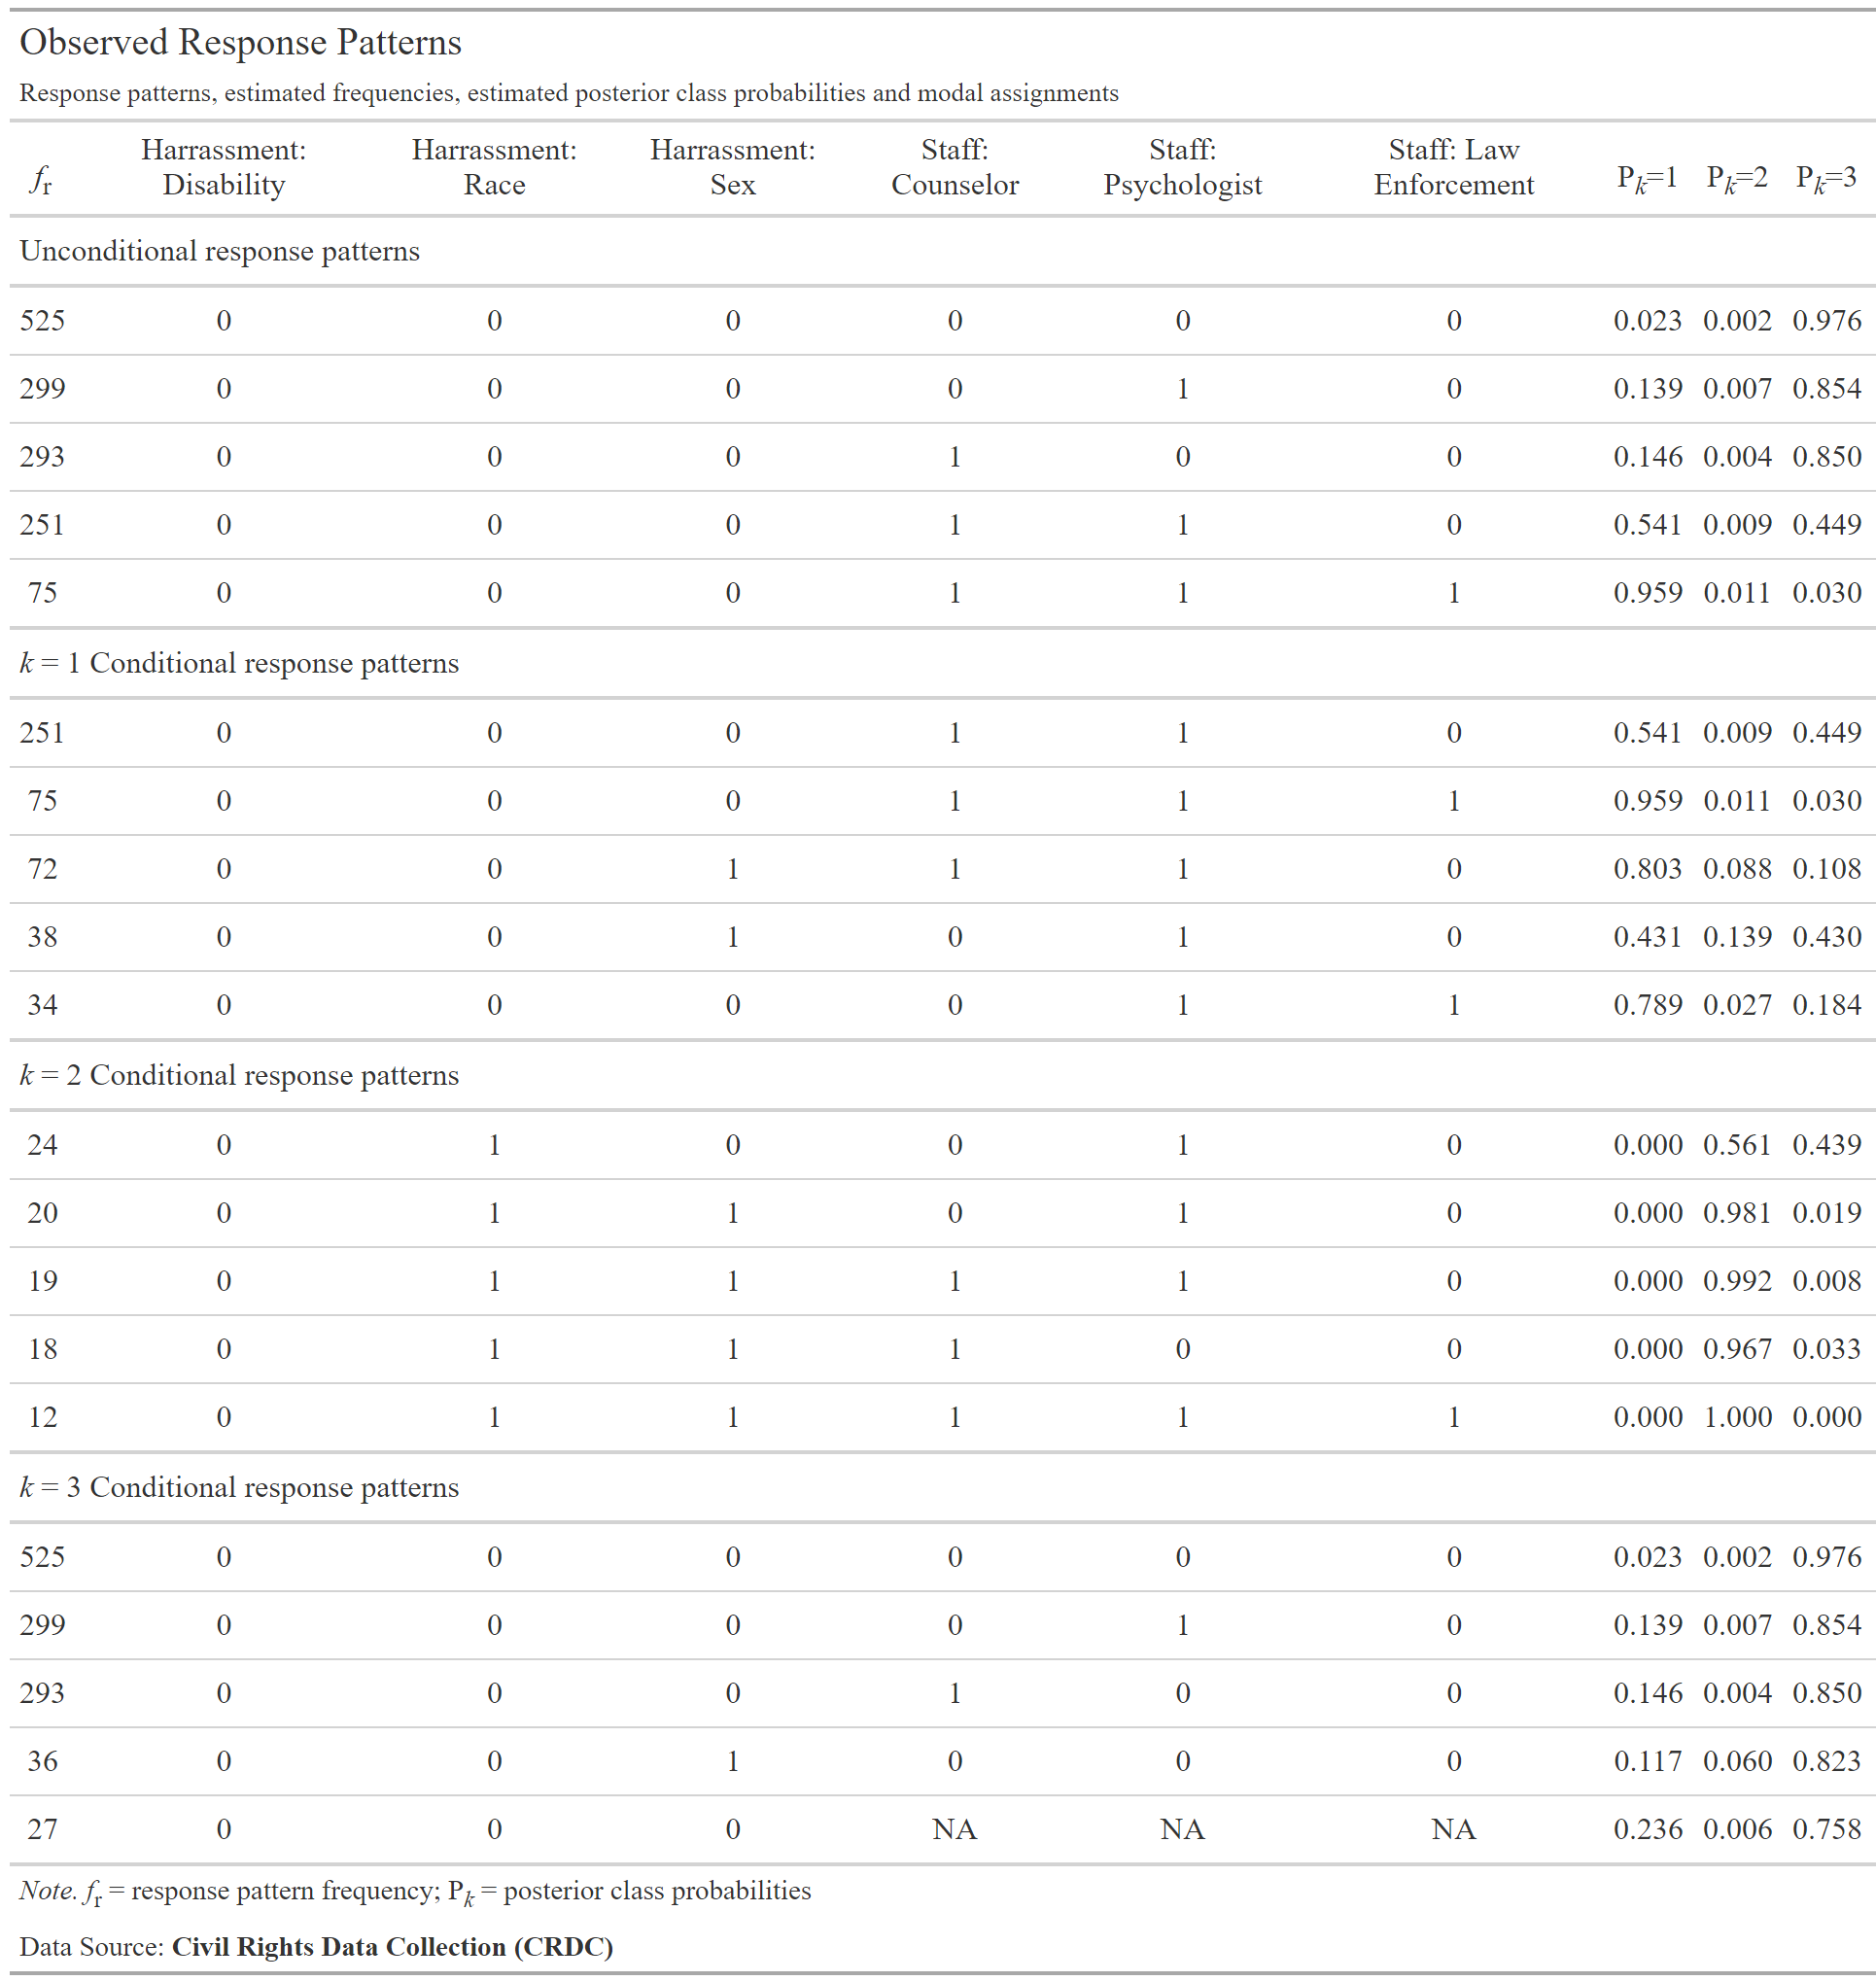 Observed Response Patterns
Response patterns, estimated frequencies, estimated posterior class probabilities and modal assignments
fr Harrassment: Disability Harrassment: Race Harrassment: Sex Staff: Counselor Staff: Psychologist Staff: Law Enforcement Pk=1 Pk=2 Pk=3
Unconditional response patterns
525 0 0 0 0 0 0 0.023 0.002 0.976
299 0 0 0 0 1 0 0.139 0.007 0.854
293 0 0 0 1 0 0 0.146 0.004 0.850
251 0 0 0 1 1 0 0.541 0.009 0.449
75 0 0 0 1 1 1 0.959 0.011 0.030
k = 1 Conditional response patterns
251 0 0 0 1 1 0 0.541 0.009 0.449
75 0 0 0 1 1 1 0.959 0.011 0.030
72 0 0 1 1 1 0 0.803 0.088 0.108
38 0 0 1 0 1 0 0.431 0.139 0.430
34 0 0 0 0 1 1 0.789 0.027 0.184
k = 2 Conditional response patterns
24 0 1 0 0 1 0 0.000 0.561 0.439
20 0 1 1 0 1 0 0.000 0.981 0.019
19 0 1 1 1 1 0 0.000 0.992 0.008
18 0 1 1 1 0 0 0.000 0.967 0.033
12 0 1 1 1 1 1 0.000 1.000 0.000
k = 3 Conditional response patterns
525 0 0 0 0 0 0 0.023 0.002 0.976
299 0 0 0 0 1 0 0.139 0.007 0.854
293 0 0 0 1 0 0 0.146 0.004 0.850
36 0 0 1 0 0 0 0.117 0.060 0.823
27 0 0 0 NA NA NA 0.236 0.006 0.758
Note. fr = response pattern frequency; Pk = posterior class probabilities
Data Source: Civil Rights Data Collection (CRDC)